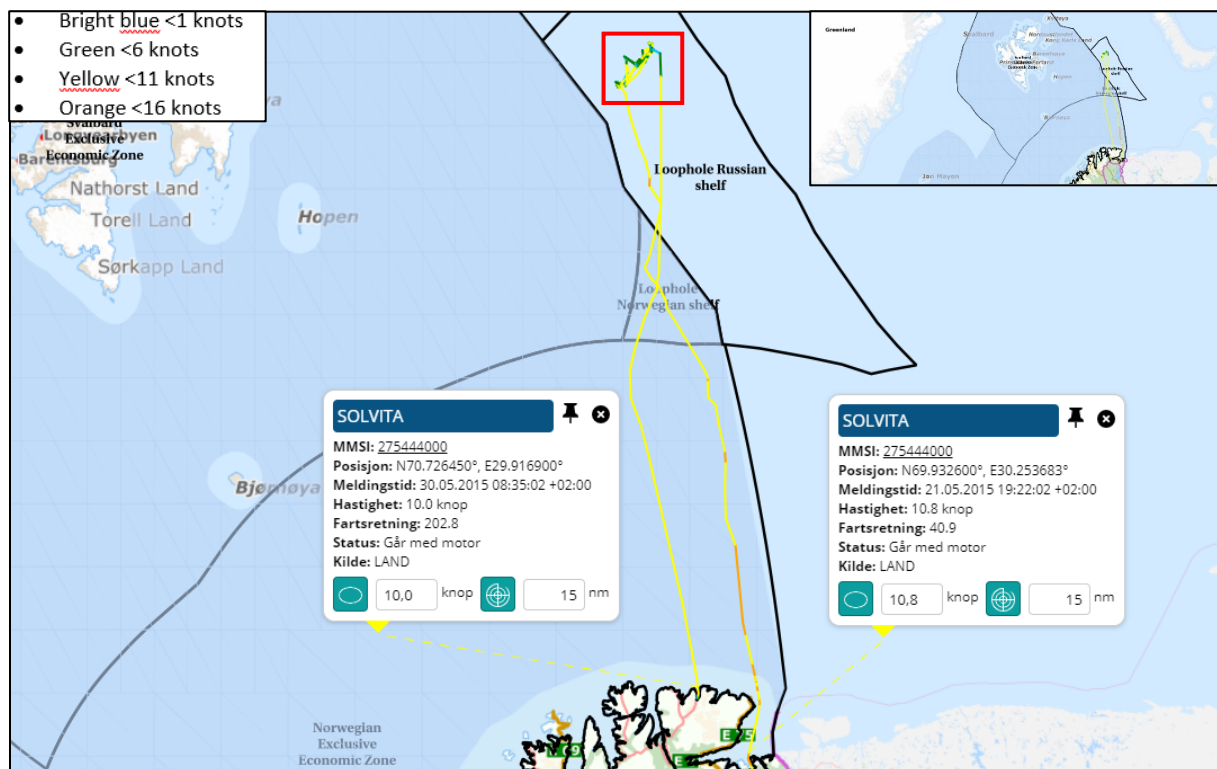 • Bright blue <1 knots
• Green <6 knots
• Yellow <11 knots
• Orange <16 knots
Greenland
Svalbard
Hopen
Bjørnøya
Jan Mayen
Svalbard
Longyearbyen
Exclusive
Barentsburg
Economic Zone
Nathorst Land
Torell Land
Hopen
Sørkapp Land
Loophole Russian
shelf
Loophole
Norwegian shelf
Bjørnøya
SOLVITA
MMSI: 275444000
Posisjon: N70.726450°, E29.916900°
Meldingstid: 30.05.2015 08:35:02 +02:00
Hastighet: 10.0 knop
Fartsretning: 202.8
Status: Går med motor
Kilde: LAND
10,0 knop 15 nm
SOLVITA
MMSI: 275444000
Posisjon: N69.932600°, E30.253683°
Meldingstid: 21.05.2015 19:22:02 +02:00
Hastighet: 10.8 knop
Fartsretning: 40.9
Status: Går med motor
Kilde: LAND
10,8 knop 15 nm
Norwegian
Exclusive
Economic Zone
E 75